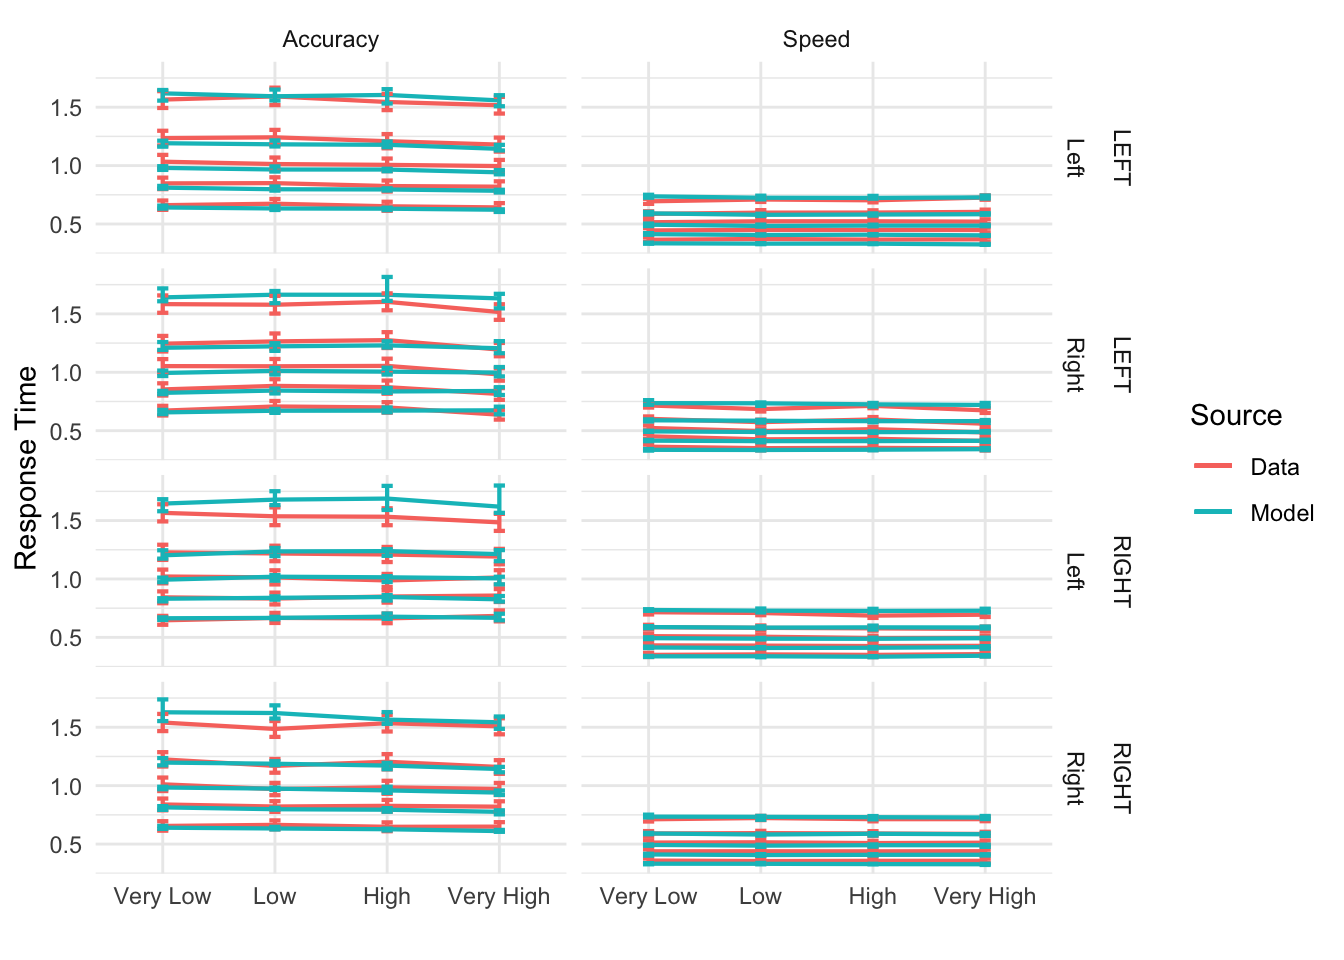 Accuracy
Speed
Response Time
1.5
1.0
0.5
Left
LEFT
1.5
1.0
0.5
Right
LEFT
1.5
1.0
0.5
Left
RIGHT
1.5
1.0
0.5
Right
RIGHT
Very Low
Low
High
Very High
Very Low
Low
High
Very High
Source
Data
Model